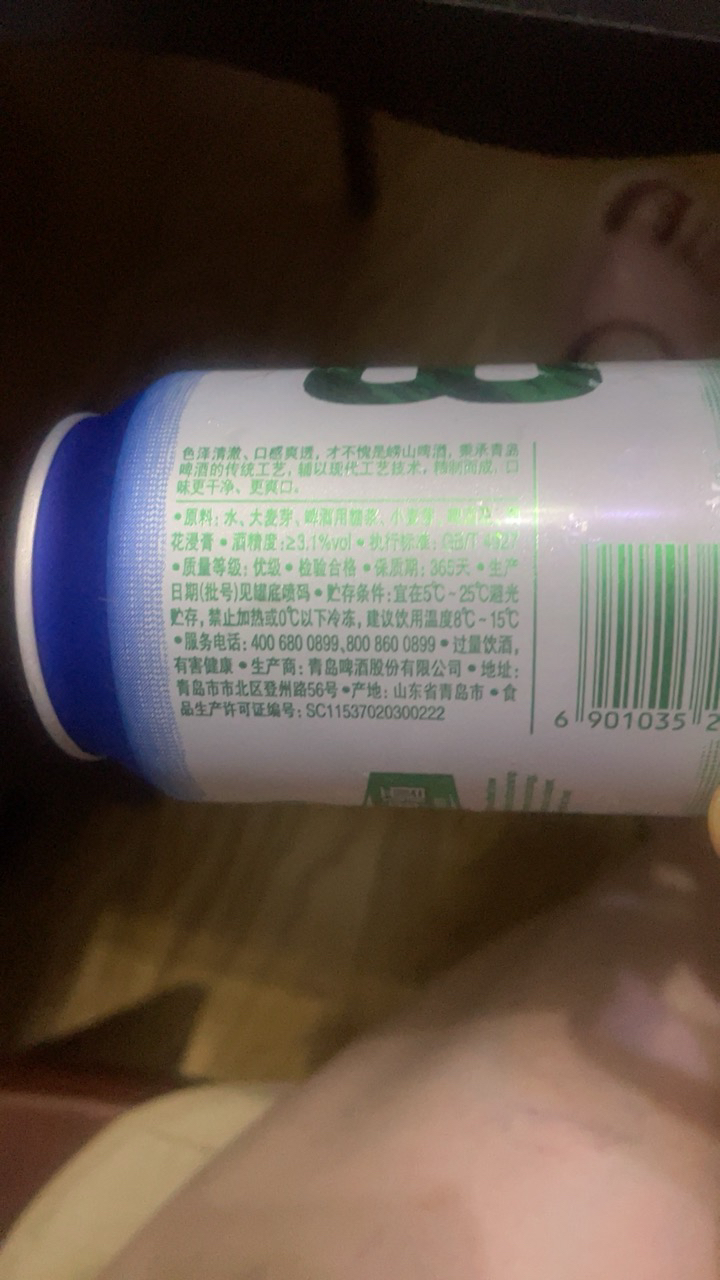 8
色泽清澈、口感爽透，才不愧是崂山啤酒，秉承青岛
啤酒的传统工艺，辅以现代工艺技术，精制而成，口
味更干净、更爽口。
•原料：水、大麦芽、啤酒用糖浆、小麦芽、
花浸膏•酒精度:≥3.1%vol•执行标准：GB/T 4927
•质量等级：优级•检验合格•保质期：365天•生产
日期(批号)见罐底喷码•贮存条件:宜在5℃~25℃避光
贮存，禁止加热或0℃以下冷冻，建议饮用温度8℃~15℃
•服务电话：400 680 0899,800 860 0899•过量饮酒，
有害健康•生产商：青岛啤酒股份有限公司•地址：
青岛市市北区登州路56号•产地：山东省青岛市•食
品生产许可证编号：SC11537020300222
6 901035 2